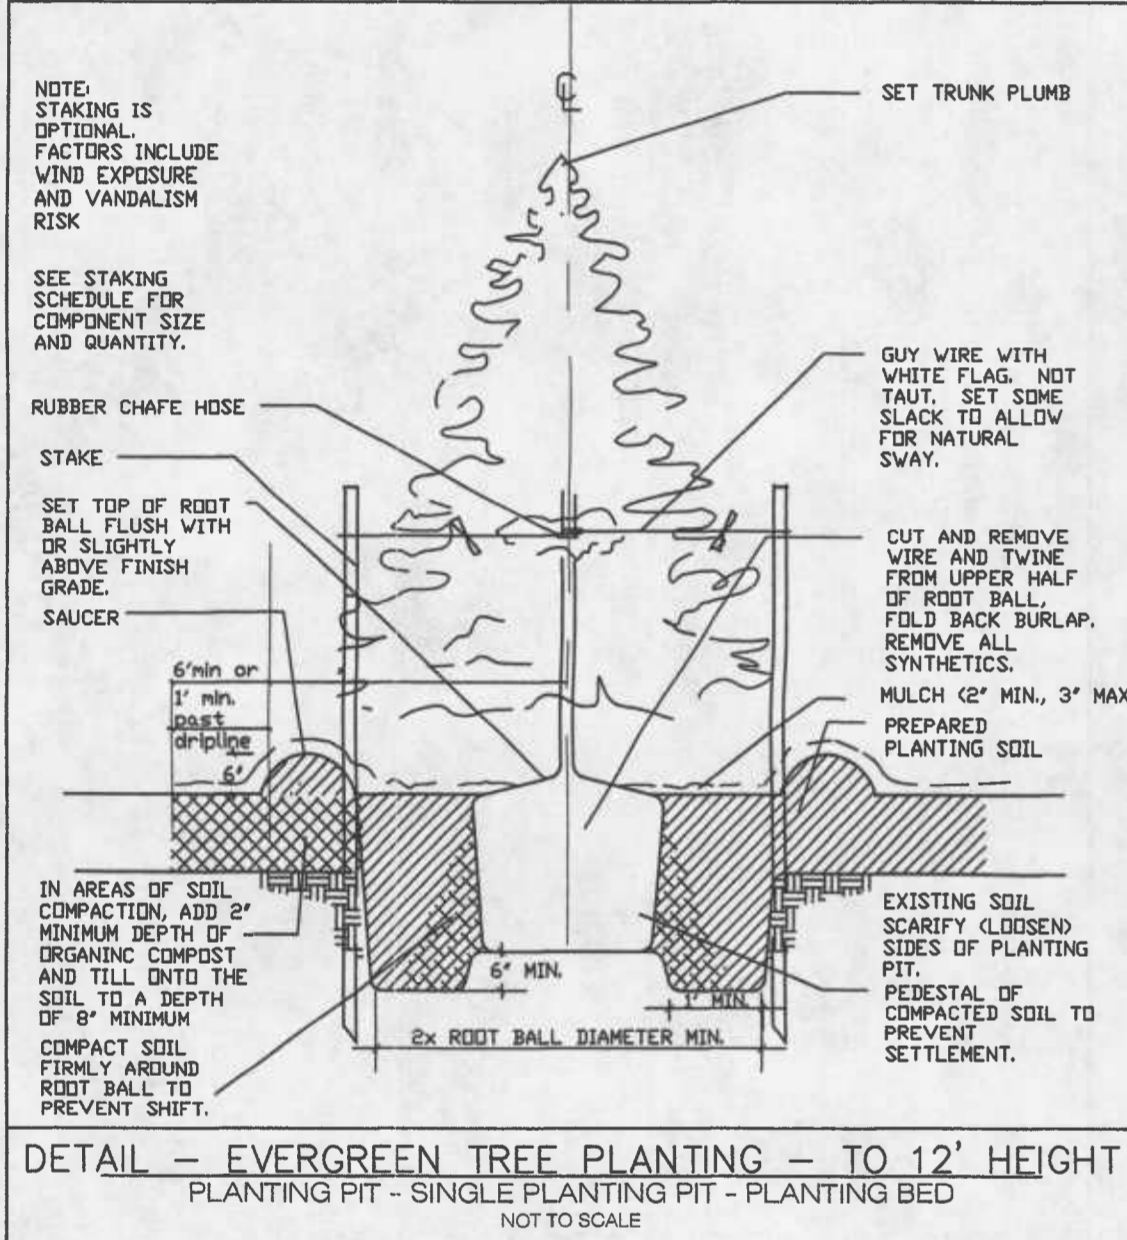 NOTE:
STAKING IS
OPTIONAL.
FACTORS INCLUDE
WIND EXPOSURE
AND VANDALISM
RISK
SEE STAKING
SCHEDULE FOR
COMPONENT SIZE
AND QUANTITY.
RUBBER CHAFE HOSE
STAKE
SET TOP OF ROOT
BALL FLUSH WITH
OR SLIGHTLY
ABOVE FINISH
GRADE.
SAUCER
6'min or
1' min.
past
dripline
6"
IN AREAS OF SOIL
COMPACTION, ADD 2"
MINIMUM DEPTH OF
ORGANINC COMPOST
AND TILL ONTO THE
SOIL TO A DEPTH
OF 8" MINIMUM
COMPACT SOIL
FIRMLY AROUND
ROOT BALL TO
PREVENT SHIFT.
CL
SET TRUNK PLUMB
GUY WIRE WITH
WHITE FLAG. NOT
TAUT. SET SOME
SLACK TO ALLOW
FOR NATURAL
SWAY.
CUT AND REMOVE
WIRE AND TWINE
FROM UPPER HALF
OF ROOT BALL,
FOLD BACK BURLAP.
REMOVE ALL
SYNTHETICS.
MULCH (2" MIN., 3" MAX
PREPARED
PLANTING SOIL
EXISTING SOIL
SCARIFY (LOOSEN)
SIDES OF PLANTING
PIT.
PEDESTAL OF
COMPACTED SOIL TO
PREVENT
SETTLEMENT.
6" MIN.
1' MIN.
2x ROOT BALL DIAMETER MIN.
DETAIL - EVERGREEN TREE PLANTING - TO 12' HEIGHT
PLANTING PIT - SINGLE PLANTING PIT - PLANTING BED
NOT TO SCALE